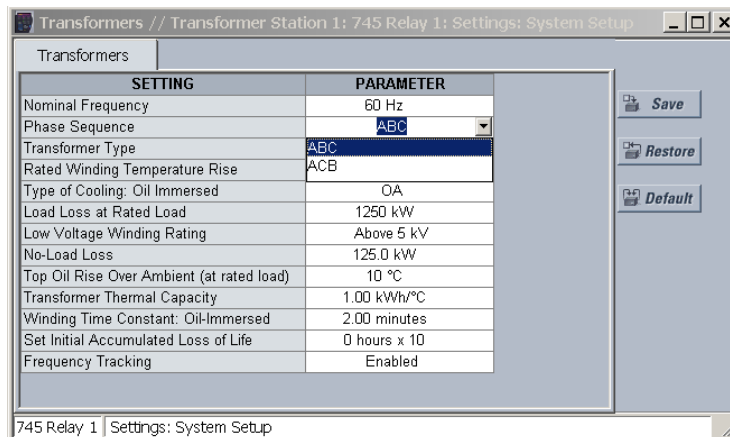 Transformers // Transformer Station 1: 745 Relay 1: Settings: System Setup
Transformers
SETTING PARAMETER
Nominal Frequency 60 Hz
Phase Sequence ABC
Transformer Type ABC
Rated Winding Temperature Rise ACB
Type of Cooling: Oil Immersed OA
Load Loss at Rated Load 1250 kW
Low Voltage Winding Rating Above 5 kV
No-Load Loss 125.0 kW
Top Oil Rise Over Ambient (at rated load) 10 °C
Transformer Thermal Capacity 1.00 kWh/°C
Winding Time Constant: Oil-Immersed 2.00 minutes
Set Initial Accumulated Loss of Life 0 hours x 10
Frequency Tracking Enabled
Save
Restore
Default
745 Relay 1 Settings: System Setup